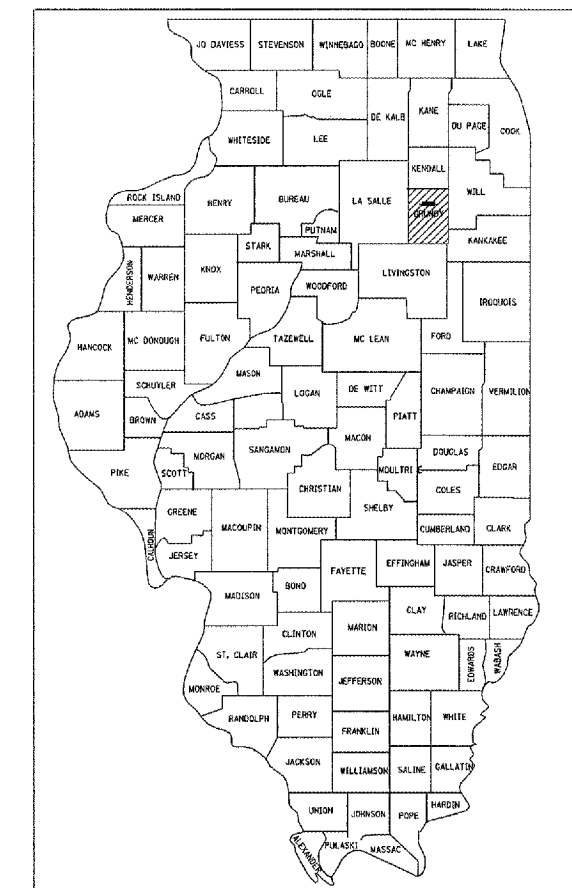 JO DAVIESS STEVENSON WINNEBAGO BOONE MC HENRY LAKE
CARROLL OGLE DE KALB KANE DU PAGE COOK
WHITESIDE LEE KENDALL WILL
ROCK ISLAND HENRY BUREAU LA SALLE GRUNDY
MERCER PUTNAM KANKAKEE
STARK MARSHALL LIVINGSTON
HENDERSON WARREN KNOX PEORIA WOODFORD IROQUOIS
HANCOCK MC DONOUGH FULTON TAZEWELL MC LEAN FORD
MASON
SCHUYLER LOGAN DE WITT CHAMPAIGN VERMILION
ADAMS BROWN CASS PIATT
MACON
MORGAN SANGAMON DOUGLAS EDGAR
PIKE SCOTT MOULTRI
CHRISTIAN COLES
GREENE MACOUPIN SHELBY
CALHOUN MONTGOMERY CUMBERLAND CLARK
JERSEY
FAYETTE EFFINGHAM JASPER CRAWFORD
MADISON BOND
CLAY RICHLAND LAWRENCE
CLINTON MARION
ST. CLAIR WAYNE EDWARDS WABASH
WASHINGTON JEFFERSON
MONROE
RANDOLPH PERRY HAMILTON WHITE
FRANKLIN
JACKSON WILLIAMSON SALINE GALLATIN
UNION JOHNSON POPE HARDIN
ALEXANDER PULASKI MASSAC